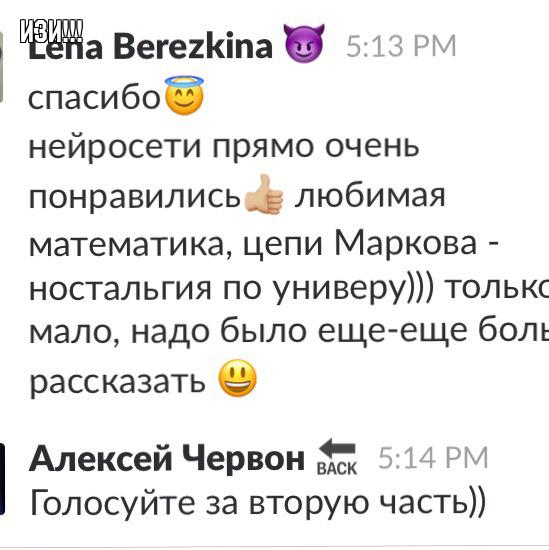 ИЗИ!!!
Lena Berezkina 😈 5:13 PM
спасибо😇
нейросети прямо очень
понравились👍🏼 любимая
математика, цепи Маркова -
ностальгия по универу))) только
мало, надо было еще-еще боль
рассказать 😃
Алексей Червон 🔙 5:14 PM
Голосуйте за вторую часть))